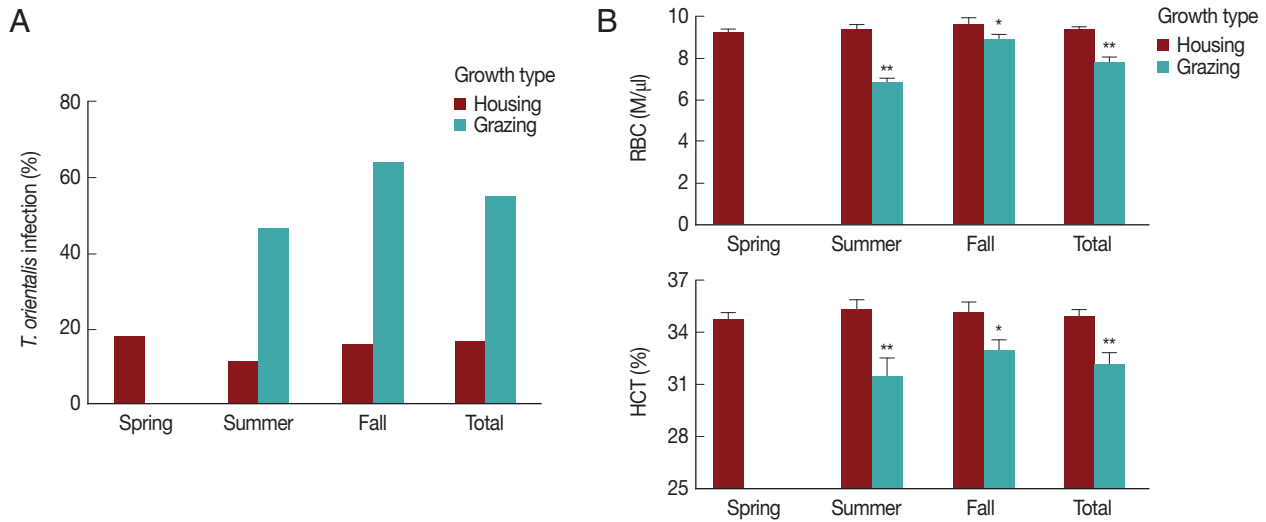 A
Growth type
Housing
Grazing
80
60
40
20
0
T. orientalis infection (%)
Spring Summer Fall Total
B
Growth type
Housing
Grazing
10
8
6
4
2
0
RBC (M/µl)
** * **
Spring Summer Fall Total
37
34
31
28
25
HCT (%)
** * **
Spring Summer Fall Total